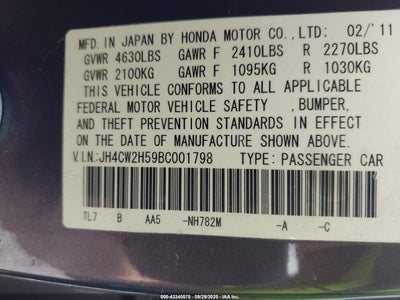 MFD. IN JAPAN BY HONDA MOTOR CO.,LTD: 02/'11
GVWR 4630LBS GAWR F 2410LBS R 2270LBS
GVWR 2100KG GAWR F 1095KG R 1030KG
THIS VEHICLE CONFORMS TO ALL APPLICABLE
FEDERAL MOTOR VEHICLE SAFETY ,BUMPER,
AND THEFT PREVENTION STANDARDS IN EFFECT
ON THE DATE OF MANUFACTURE SHOWN ABOVE.
V.I.N.:JH4CW2H59BC001798 TYPE: PASSENGER CAR
TL7 B AA5 -NH782M -A -C
000-43340570 - 09/29/2025 - IAA Inc.